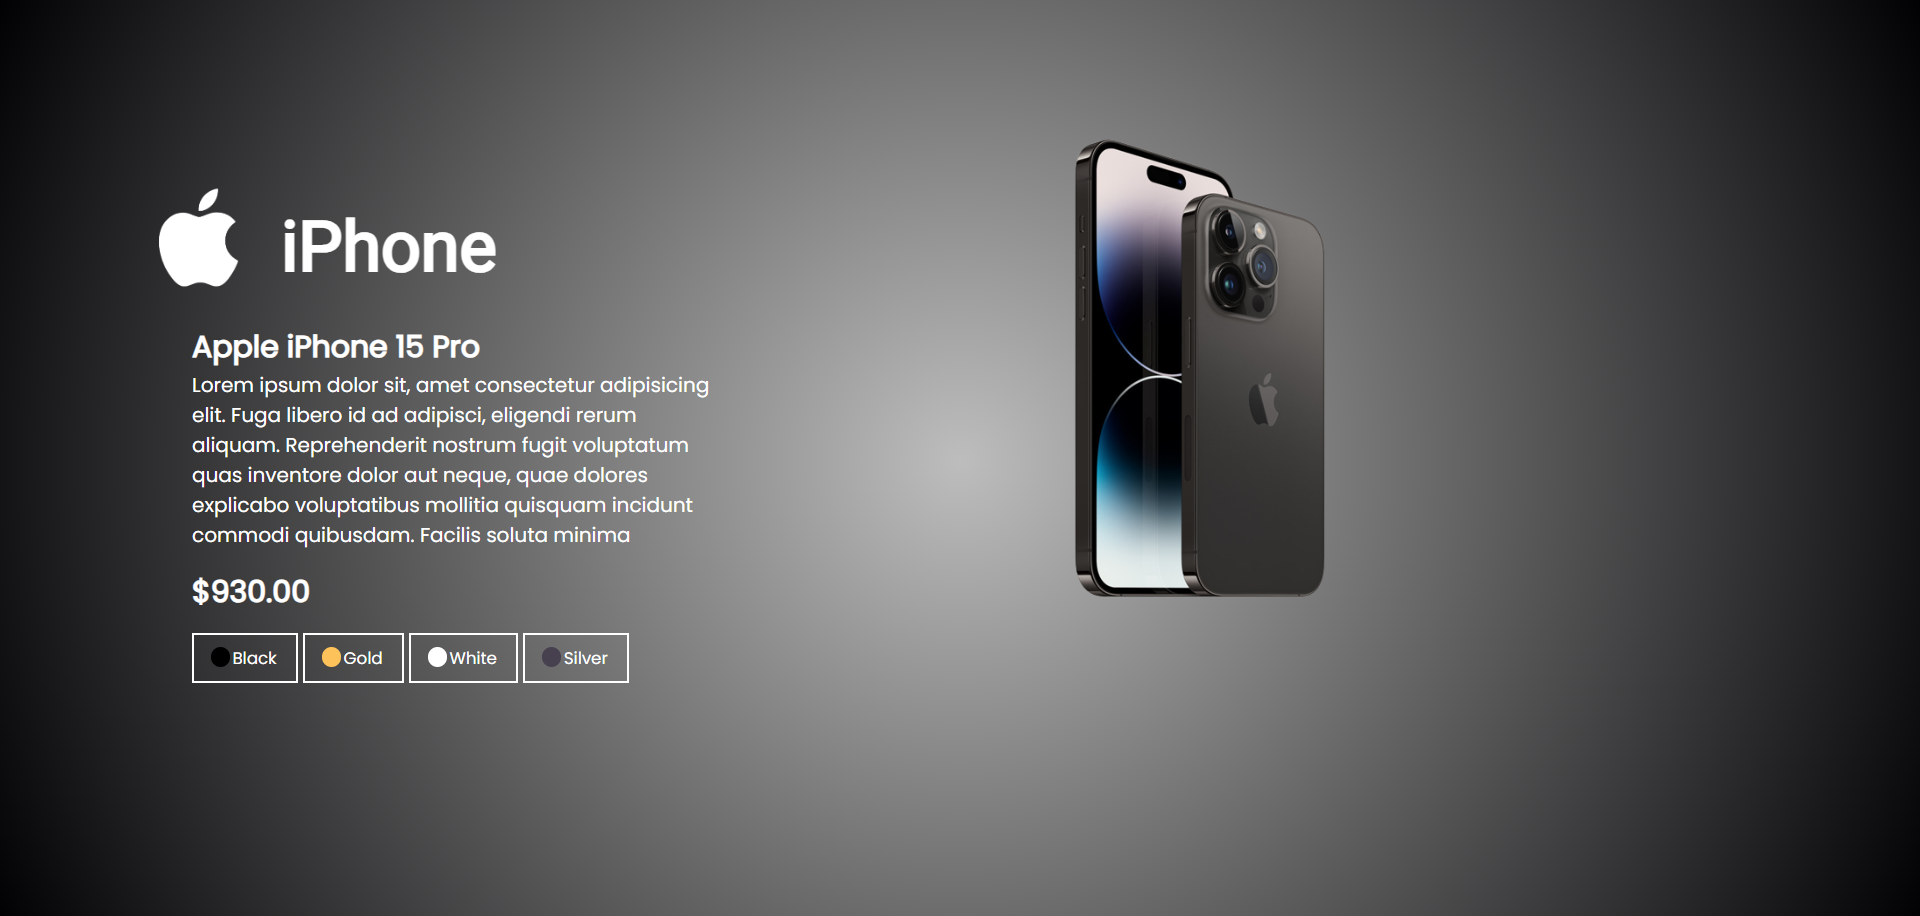 iPhone
Apple iPhone 15 Pro
Lorem ipsum dolor sit, amet consectetur adipisicing
elit. Fuga libero id ad adipisci, eligendi rerum
aliquam. Reprehenderit nostrum fugit voluptatum
quas inventore dolor aut neque, quae dolores
explicabo voluptatibus mollitia quisquam incidunt
commodi quibusdam. Facilis soluta minima
$930.00
Black Gold White Silver